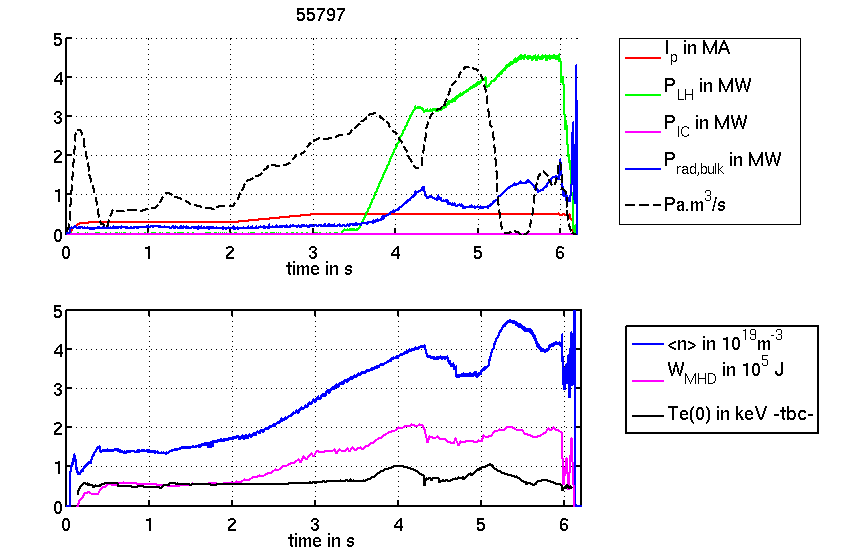 55797
5
4
3
2
1
0
0 1 2 3 4 5 6
time in s
I_p in MA
P_LH in MW
P_IC in MW
P_rad,bulk in MW
Pa.m^3/s
5
4
3
2
1
0
0 1 2 3 4 5 6
time in s
<n> in 10^19 m^-3
W_MHD in 10^5 J
Te(0) in keV -tbc-